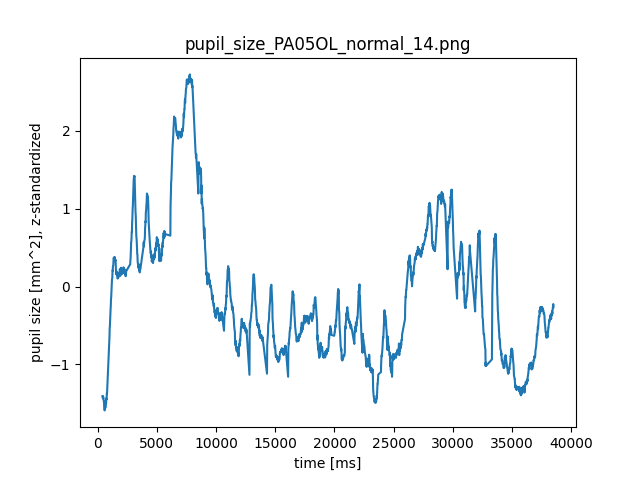 pupil_size_PA05OL_normal_14.png
pupil size [mm^2], z-standardized
2
1
0
−1
0 5000 10000 15000 20000 25000 30000 35000 40000
time [ms]